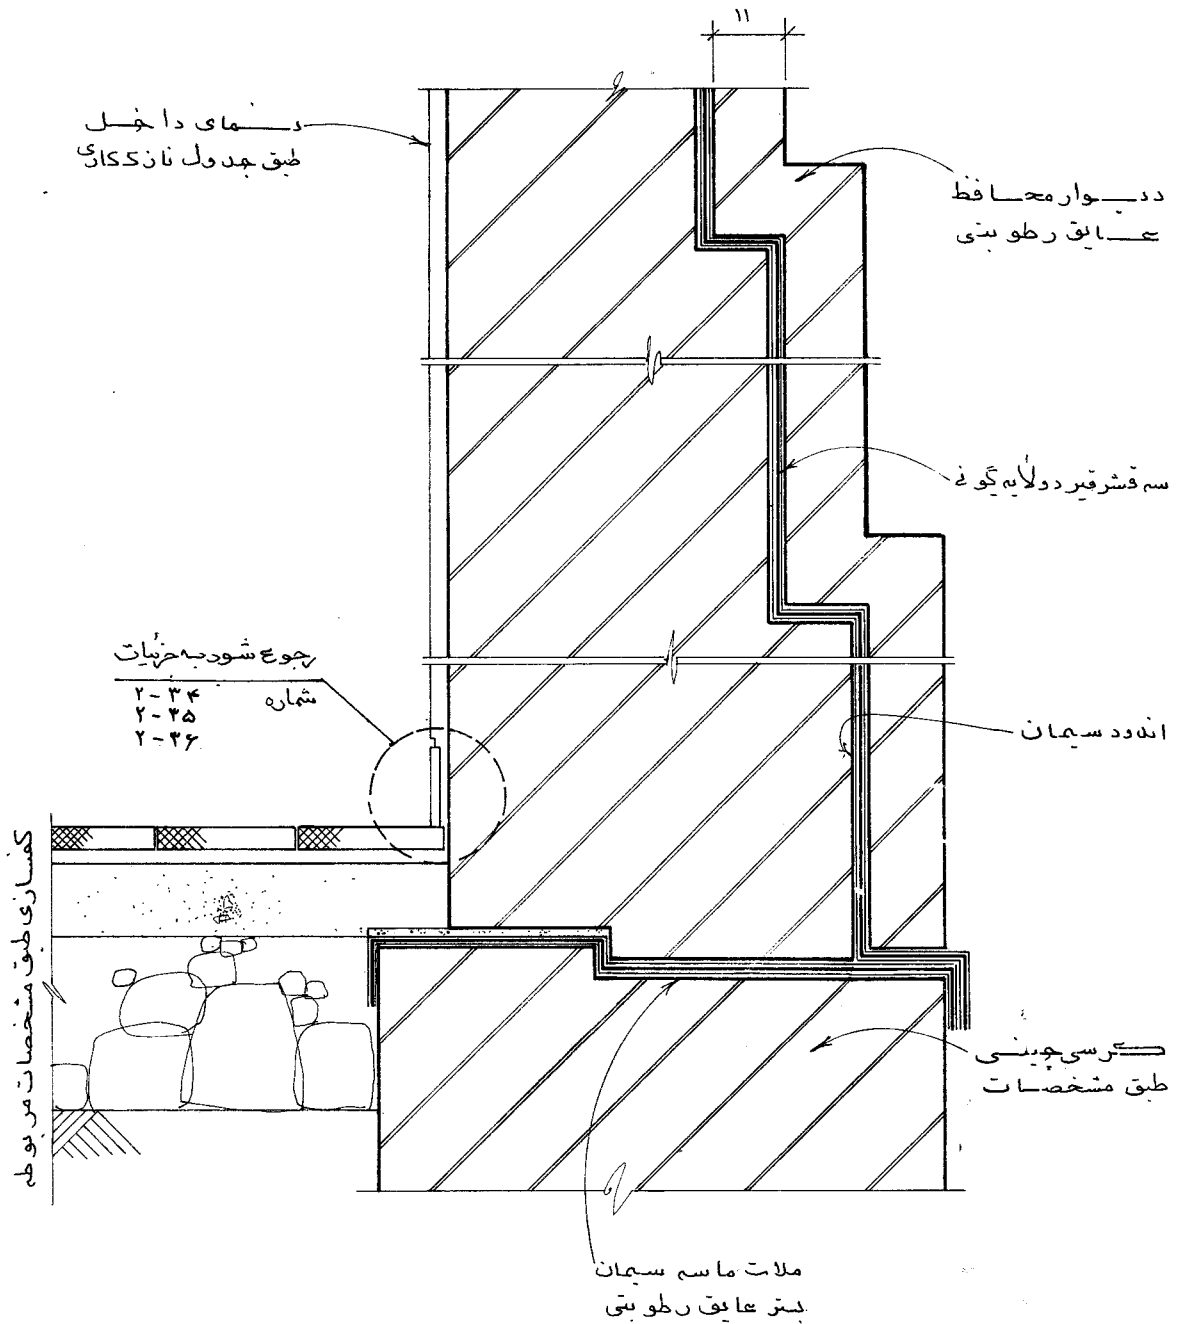 ۱۱
نمای داخل
طبق جدول نازک‌کاری
دیوار محافظ
عایق رطوبتی
سه قشر قیر دولایه گونی
رجوع شود به جزئیات
شماره
۲-۳۴
۲-۳۵
۲-۳۶
اندود سیمان
کفسازی طبق مشخصات مربوطه
کرسی چینی
طبق مشخصات
ملات ماسه سیمان
بستر عایق رطوبتی